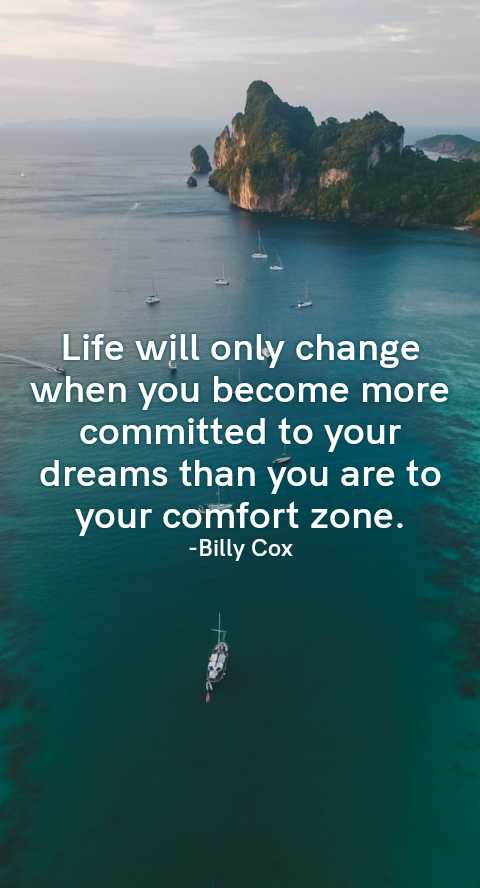 Life will only change
when you become more
committed to your
dreams than you are to
your comfort zone.
-Billy Cox